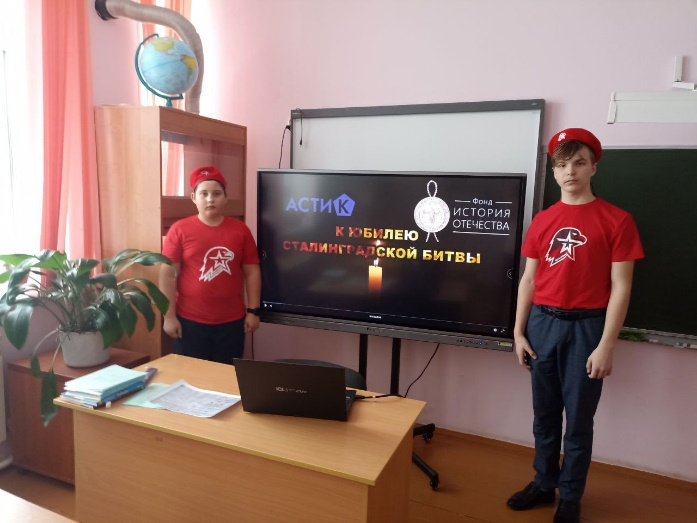 АСТИК
Фонд
ИСТОРИЯ
ОТЕЧЕСТВА
К ЮБИЛЕЮ
СТАЛИНГРАДСКОЙ БИТВЫ